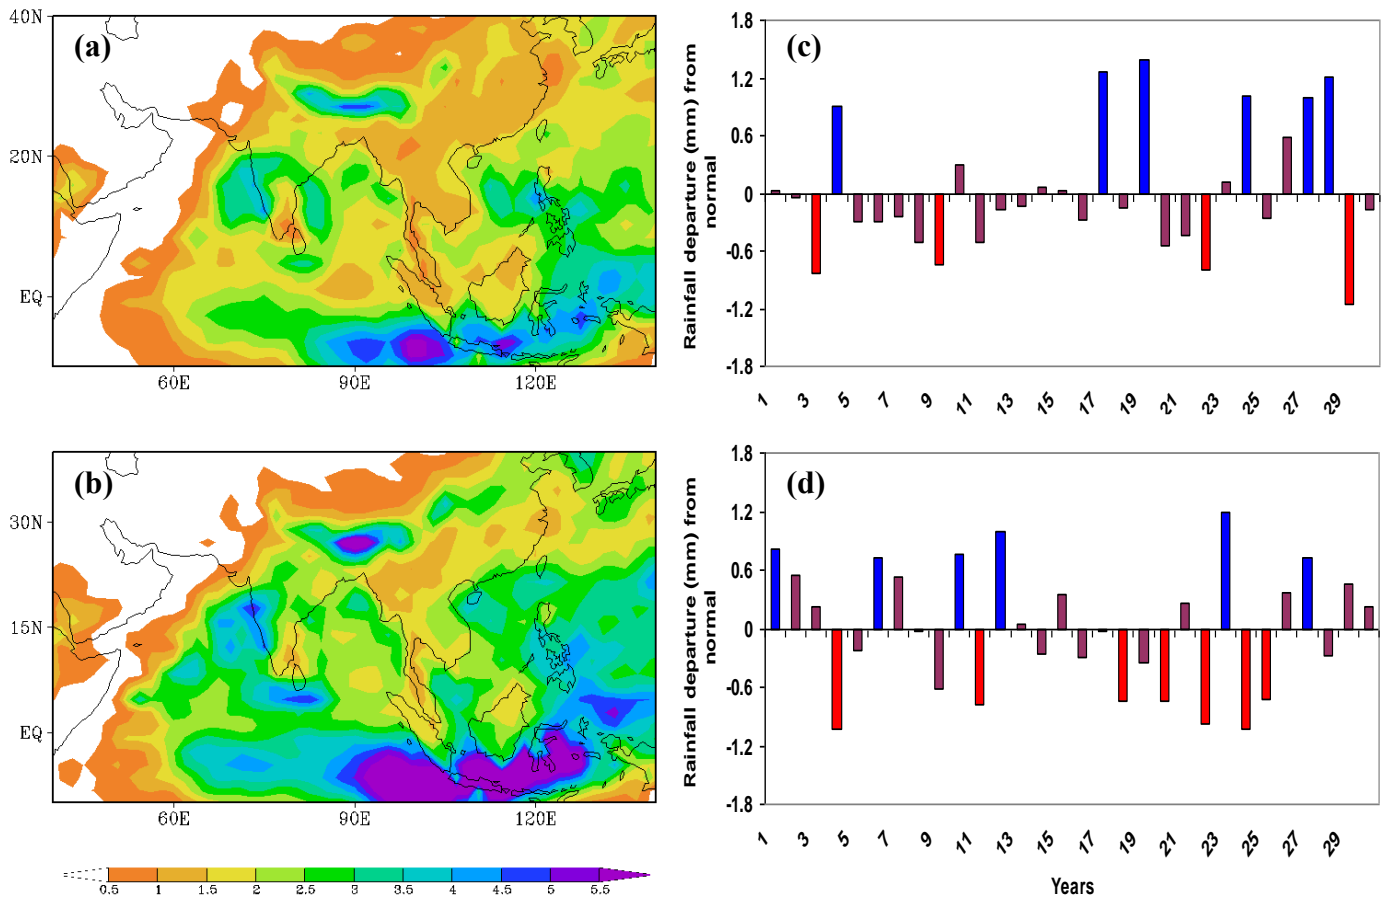 40N
20N
EQ
60E
90E
120E
(a)
Rainfall departure (mm) from
normal
1.8
1.2
0.6
0
-0.6
-1.2
-1.8
(c)
1
3
5
7
9
11
13
15
17
19
21
23
25
27
29
30N
15N
EQ
60E
90E
120E
(b)
0.5
1
1.5
2
2.5
3
3.5
4
4.5
5
5.5
Rainfall departure (mm) from
normal
1.8
1.2
0.6
0
-0.6
-1.2
-1.8
(d)
1
3
5
7
9
11
13
15
17
19
21
23
25
27
29
Years